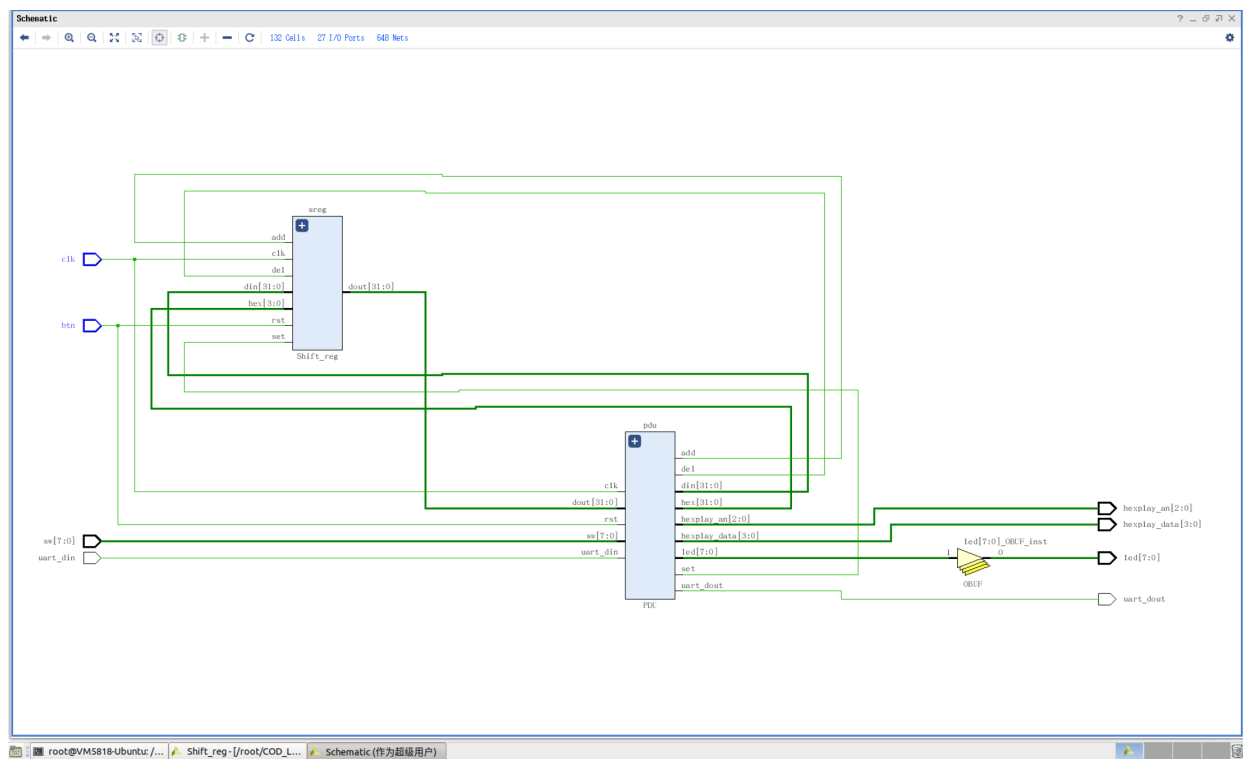 Schematic
132 Cells 27 I/O Ports 648 Nets
sreg
add
clk
clk
del
din[31:0]
dout[31:0]
hex[3:0]
btn
rst
set
Shift_reg
pdu
add
del
clk
din[31:0]
dout[31:0]
hex[31:0]
rst
hexplay_an[2:0]
hexplay_an[2:0]
sw[7:0]
sw[7:0]
hexplay_data[3:0]
hexplay_data[3:0]
uart_din
uart_din
led[7:0]
led[7:0]_OBUF_inst
I
O
led[7:0]
set
OBUF
uart_dout
uart_dout
PDU
root@VM5818-Ubuntu: /...
Shift_reg - [/root/COD_L...
Schematic (作为超级用户)